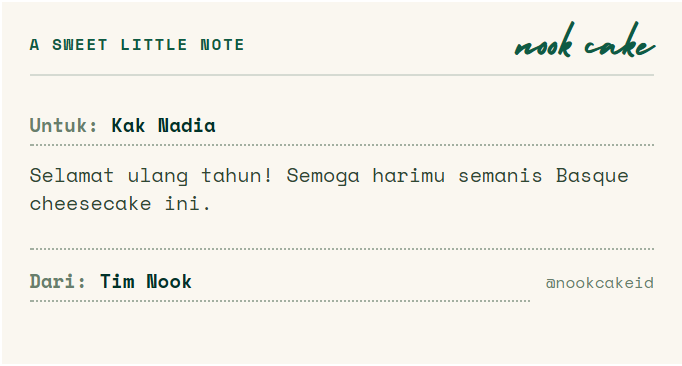 A SWEET LITTLE NOTE
nook cake
Untuk: Kak Nadia
Selamat ulang tahun! Semoga harimu semanis Basque
cheesecake ini.
Dari: Tim Nook
@nookcakeid